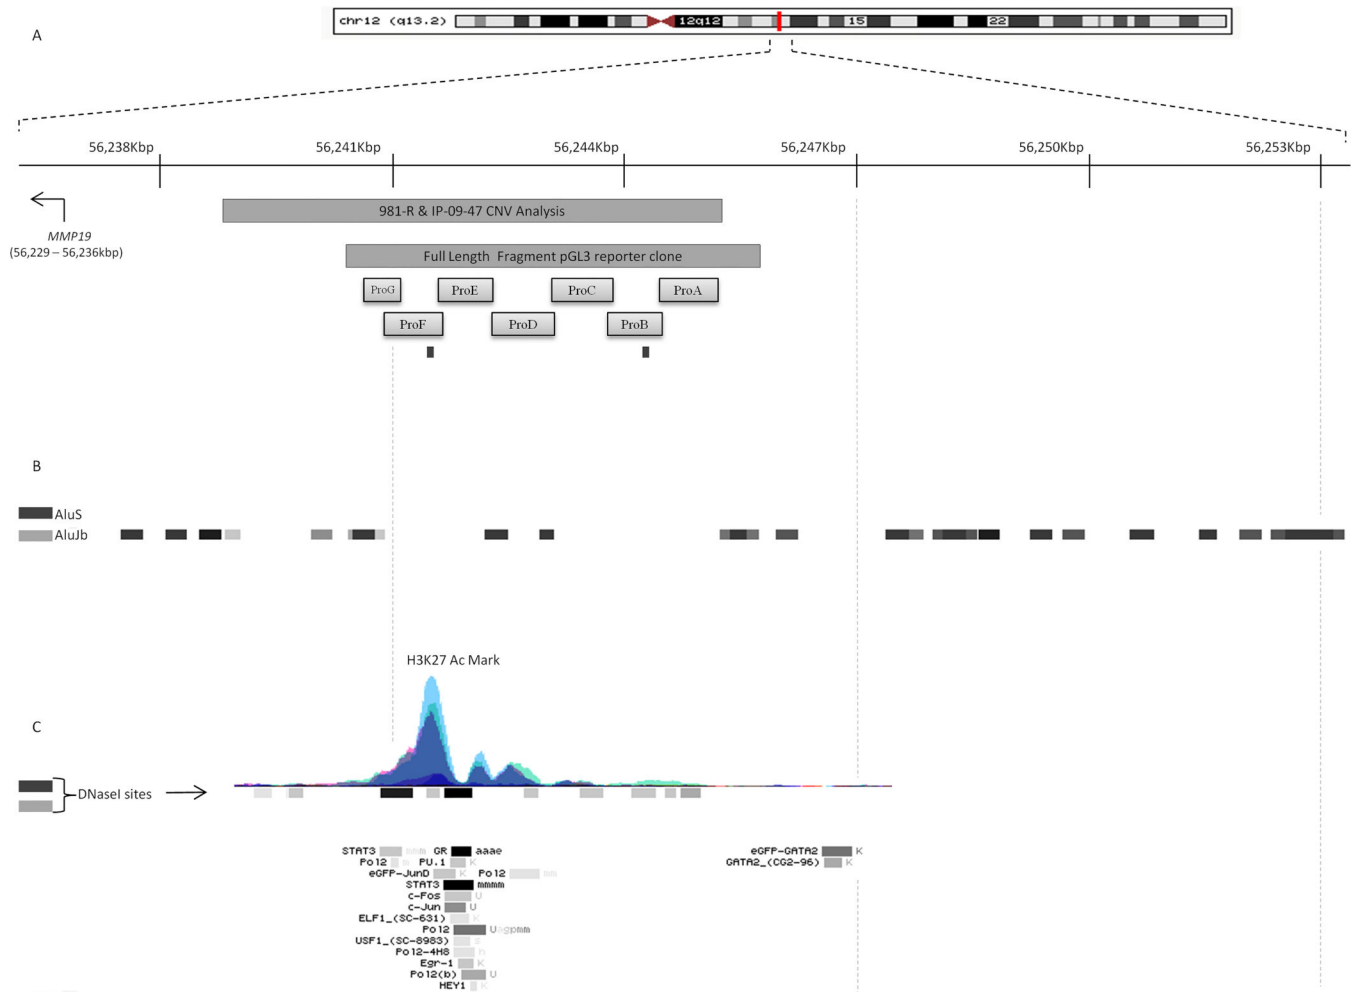 chr12 (q13.2) 12q12 15 22
A
56,238Kbp 56,241Kbp 56,244Kbp 56,247Kbp 56,250Kbp 56,253Kbp
981-R & IP-09-47 CNV Analysis
MMP19
(56,229 – 56,236kbp)
Full Length Fragment pGL3 reporter clone
ProG ProE ProC ProA
ProF ProD ProB
B
AluS
AluJb
H3K27 Ac Mark
C
DNaseI sites
STAT3 mmm GR aaae eGFP-GATA2 K
Pol2 m PU.1 K GATA2_(CG2-96) K
eGFP-JunD K Pol2 mm
STAT3 mmmm
c-Fos U
c-Jun U
ELF1_(SC-631) K
Pol2 Uagpmm
USF1_(SC-8983)
Pol2-4H8 h
Egr-1 K
Pol2(b) U
HEY1 K